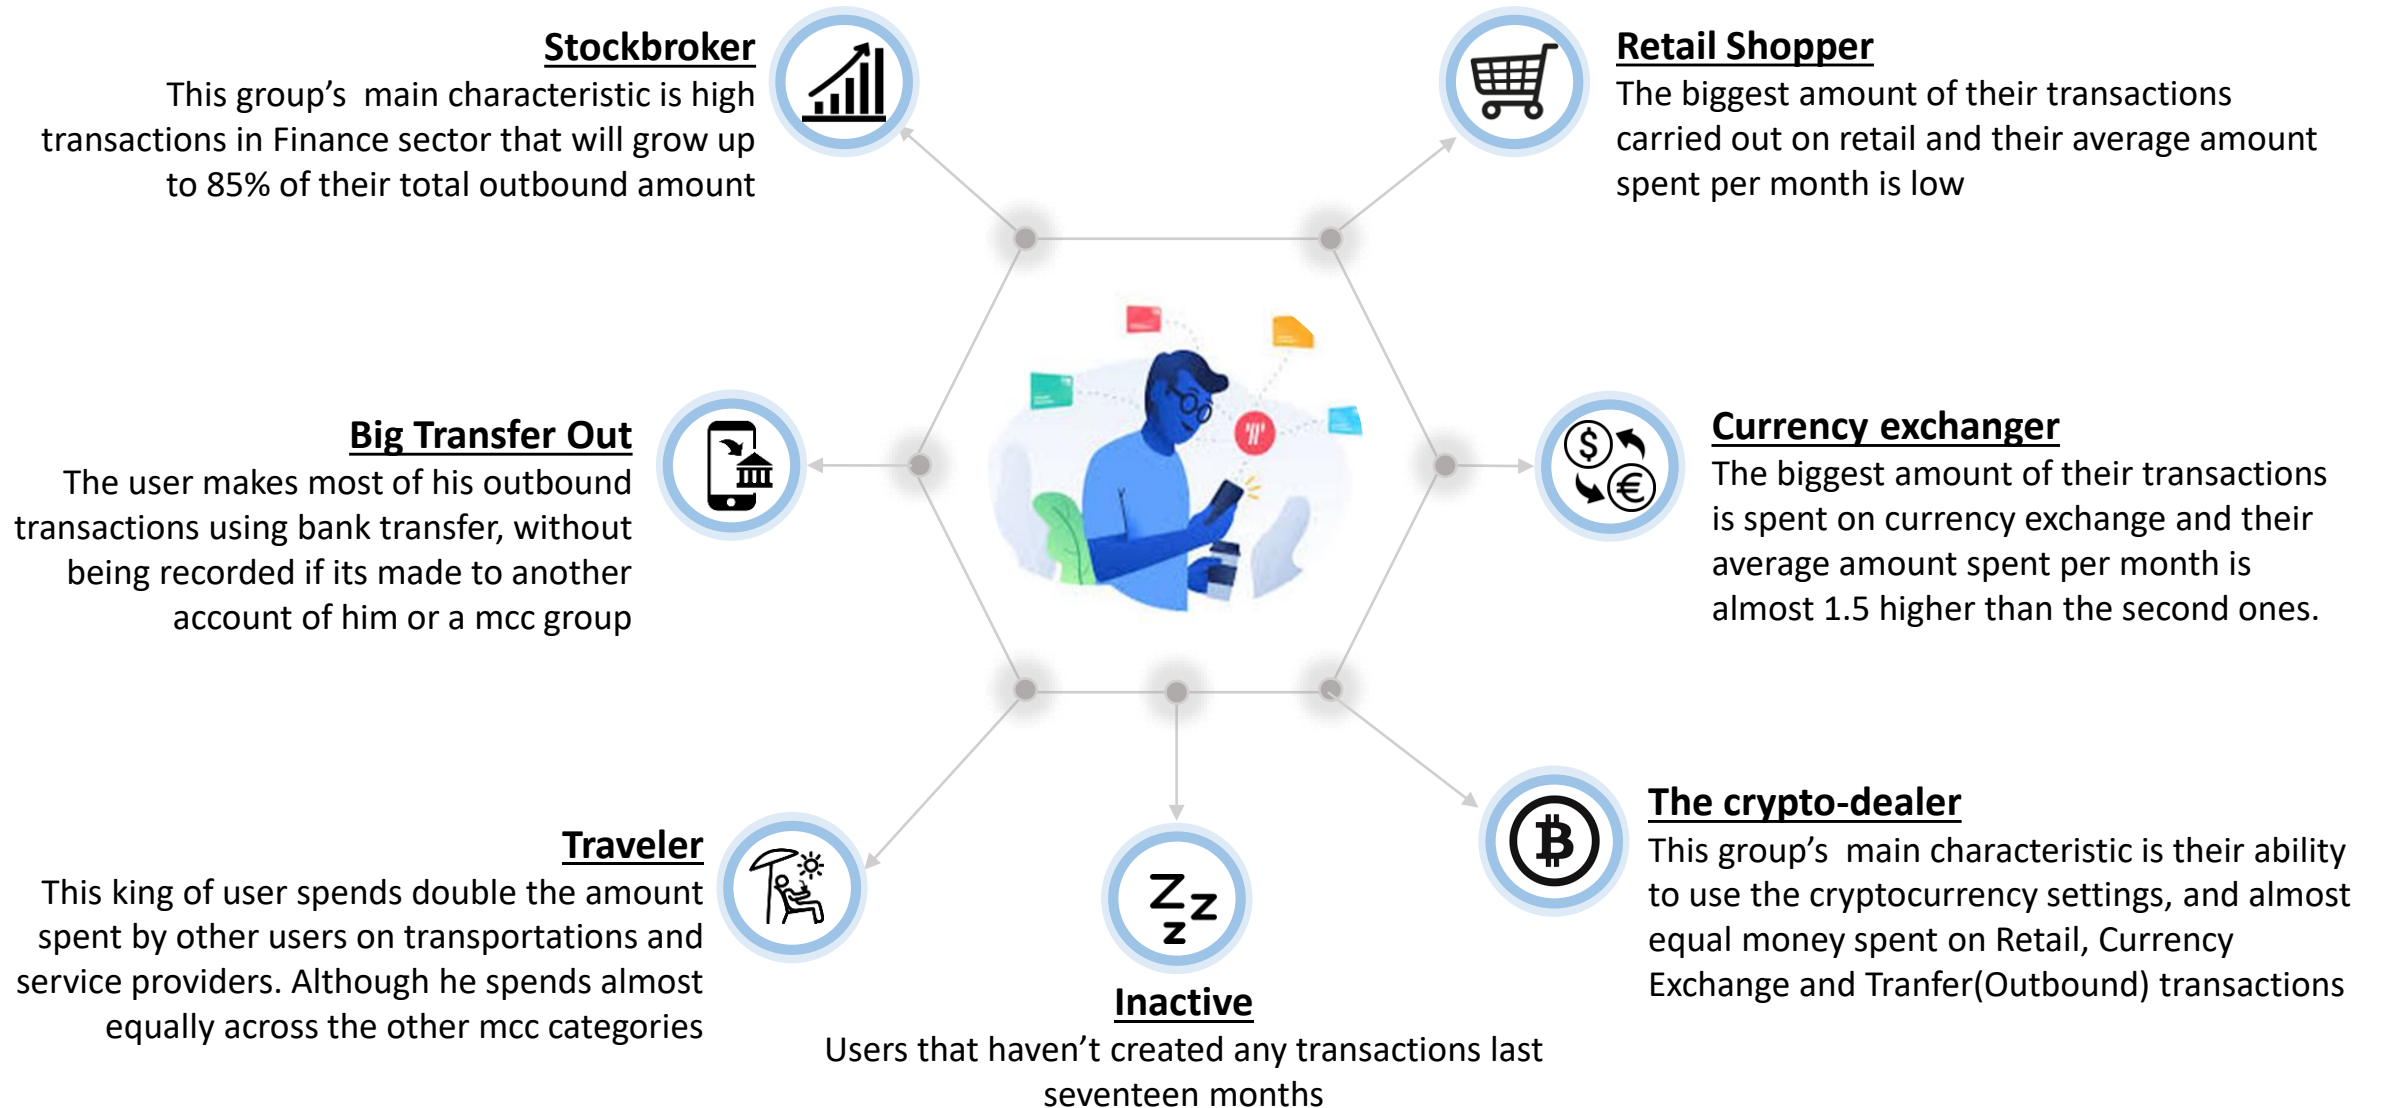 Stockbroker
This group's  main characteristic is high
transactions in Finance sector that will grow up
to 85% of their total outbound amount
Retail Shopper
The biggest amount of their transactions
carried out on retail and their average amount
spent per month is low
Big Transfer Out
The user makes most of his outbound
transactions using bank transfer, without
being recorded if its made to another
account of him or a mcc group
Currency exchanger
The biggest amount of their transactions
is spent on currency exchange and their
average amount spent per month is
almost 1.5 higher than the second ones.
Traveler
This king of user spends double the amount
spent by other users on transportations and
service providers. Although he spends almost
equally across the other mcc categories
Zzz
Inactive
Users that haven't created any transactions last
seventeen months
The crypto-dealer
This group's  main characteristic is their ability
to use the cryptocurrency settings, and almost
equal money spent on Retail, Currency
Exchange and Tranfer(Outbound) transactions